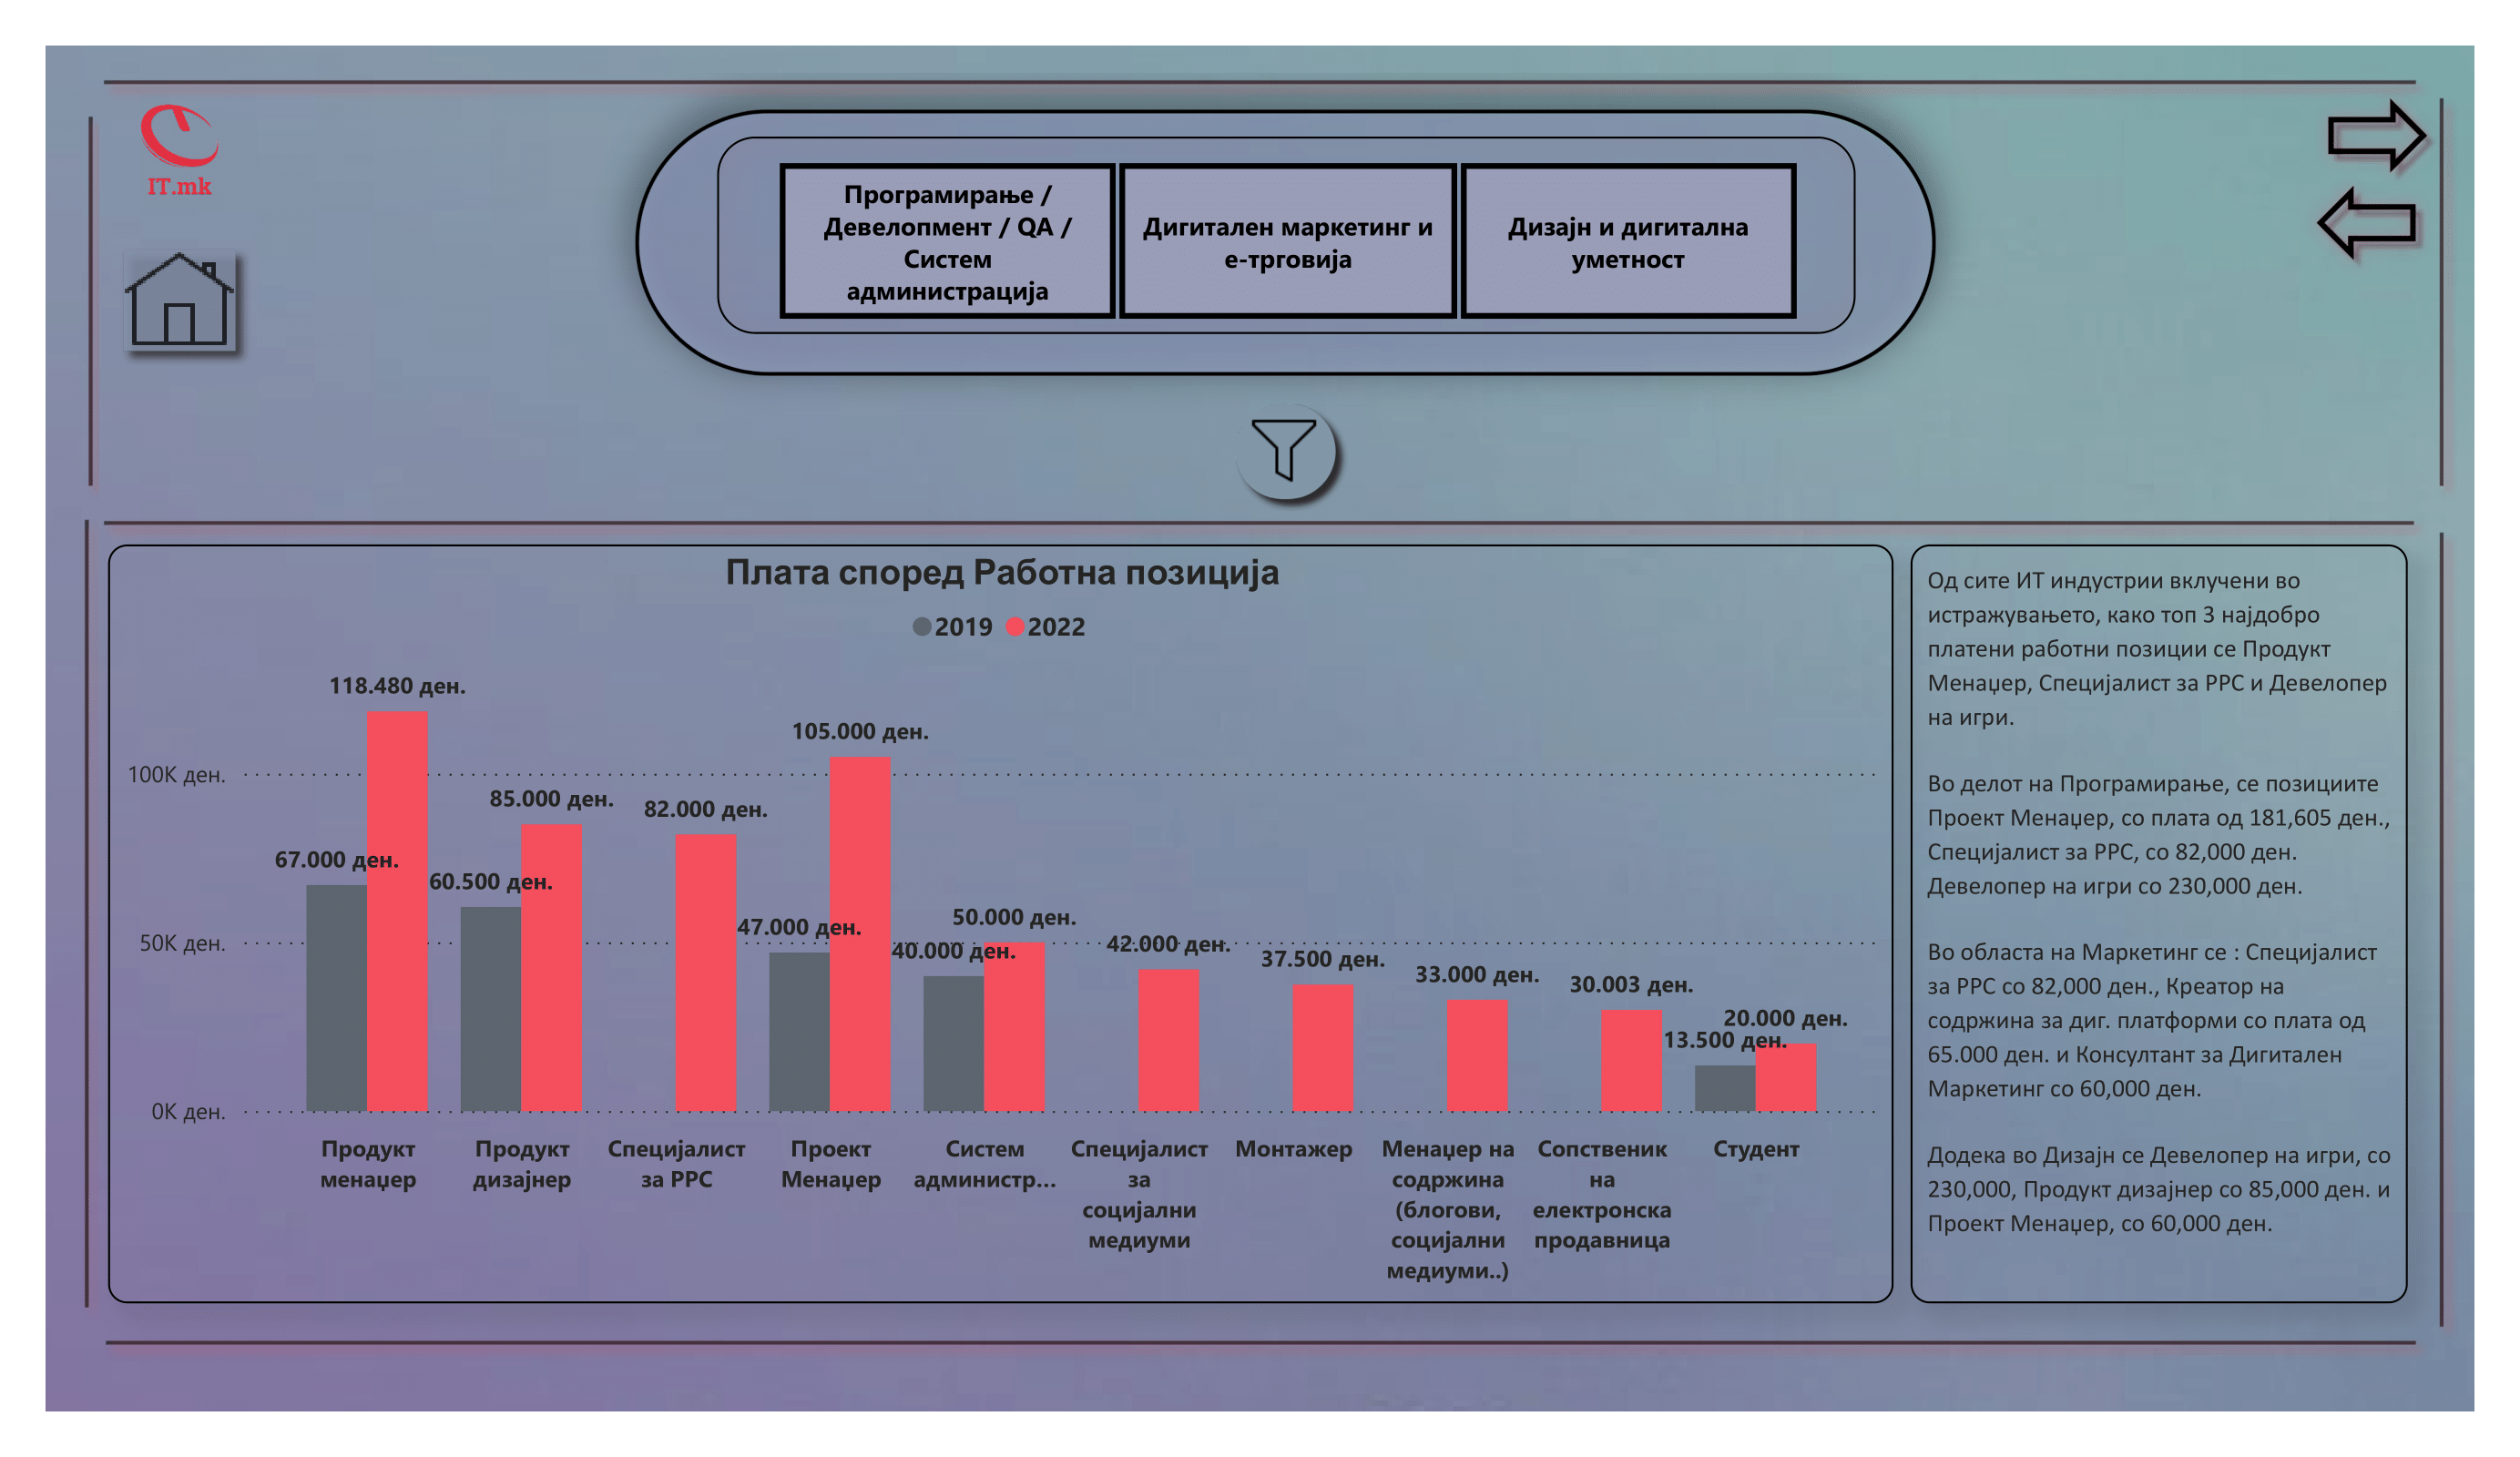 IT.mk
Програмирање /
Девелопмент / QA /
Систем
администрација
Дигитален маркетинг и
е-трговија
Дизајн и дигитална
уметност
Плата според Работна позиција
2019 2022
118.480 ден.
105.000 ден.
100K ден.
85.000 ден.
82.000 ден.
67.000 ден.
60.500 ден.
47.000 ден.
50.000 ден.
50K ден.
40.000 ден.
42.000 ден.
37.500 ден.
33.000 ден.
30.003 ден.
20.000 ден.
13.500 ден.
0K ден.
Продукт
менаџер
Продукт
дизајнер
Специјалист
за PPC
Проект
Менаџер
Систем
администр...
Специјалист
за
социјални
медиуми
Монтажер
Менаџер на
содржина
(блогови,
социјални
медиуми..)
Сопственик
на
електронска
продавница
Студент
Од сите ИТ индустрии вклучени во
истражувањето, како топ 3 најдобро
платени работни позиции се Продукт
Менаџер, Специјалист за PPC и Девелопер
на игри.
Во делот на Програмирање, се позициите
Проект Менаџер, со плата од 181,605 ден.,
Специјалист за PPC, со 82,000 ден.
Девелопер на игри со 230,000 ден.
Во областа на Маркетинг се : Специјалист
за PPC со 82,000 ден., Креатор на
содржина за диг. платформи со плата од
65.000 ден. и Консултант за Дигитален
Маркетинг со 60,000 ден.
Додека во Дизајн се Девелопер на игри, со
230,000, Продукт дизајнер со 85,000 ден. и
Проект Менаџер, со 60,000 ден.